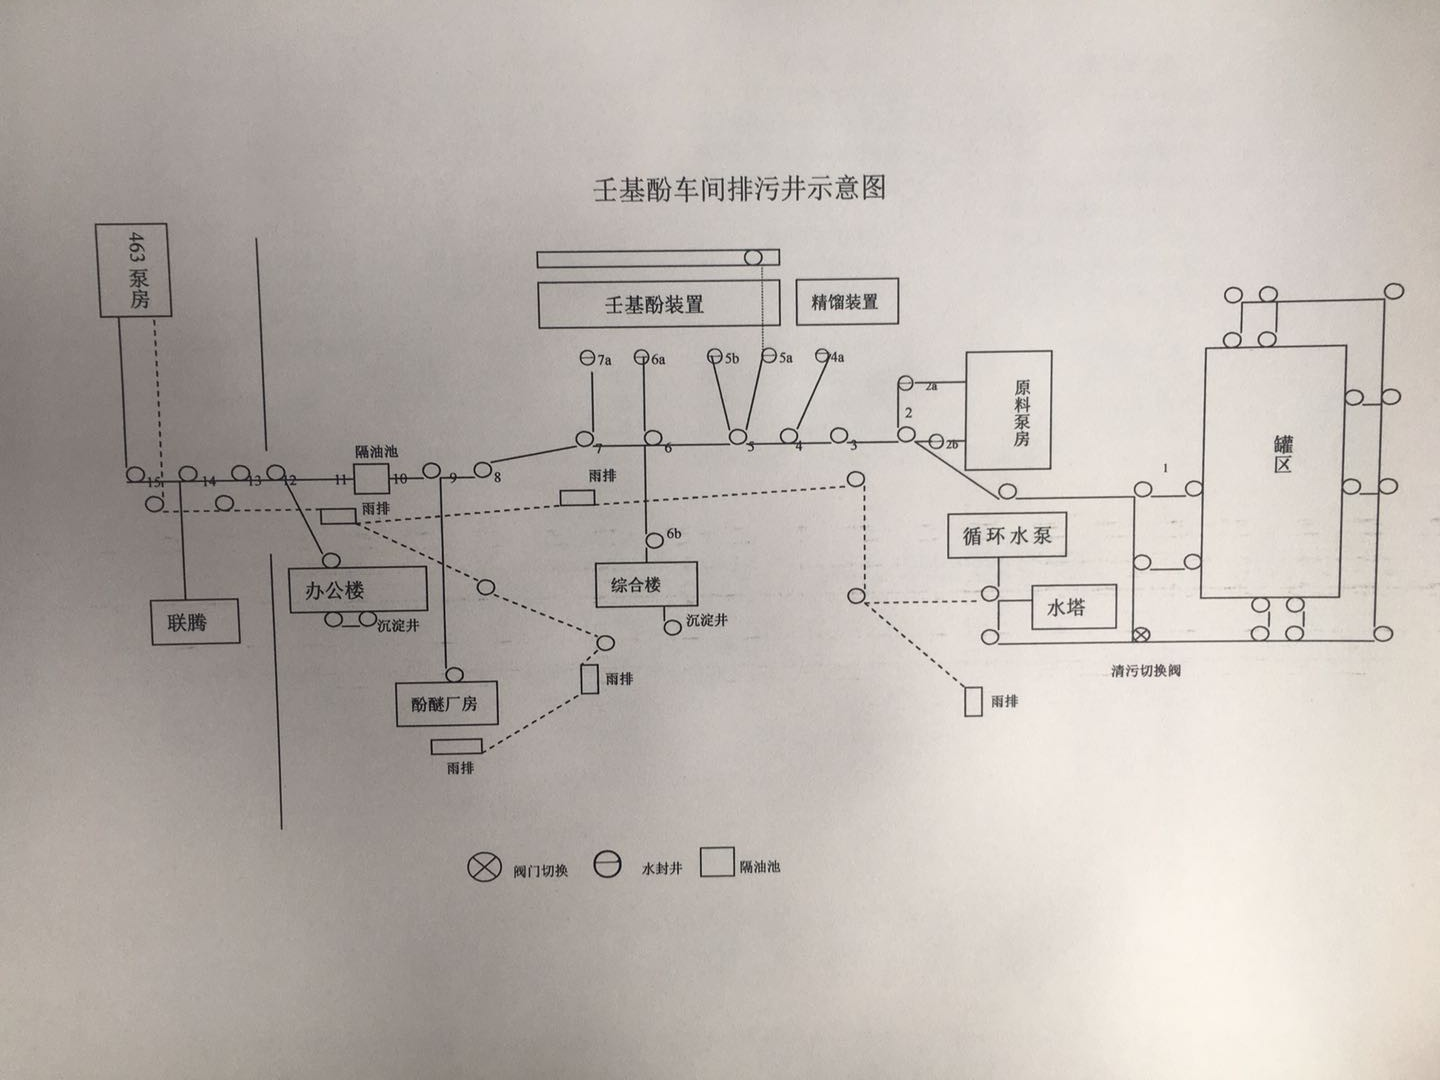 壬基酚车间排污井示意图
463 泵房
壬基酚装置
精馏装置
7a
6a
5b
5a
4a
2a
原料泵房
2
2b
罐区
隔油池
15
14
13
12
11
10
9
8
7
6
5
4
3
1
雨排
雨排
循环水泵
6b
办公楼
综合楼
水塔
联腾
沉淀井
沉淀井
清污切换阀
酚醚厂房
雨排
雨排
雨排
阀门切换
水封井
隔油池